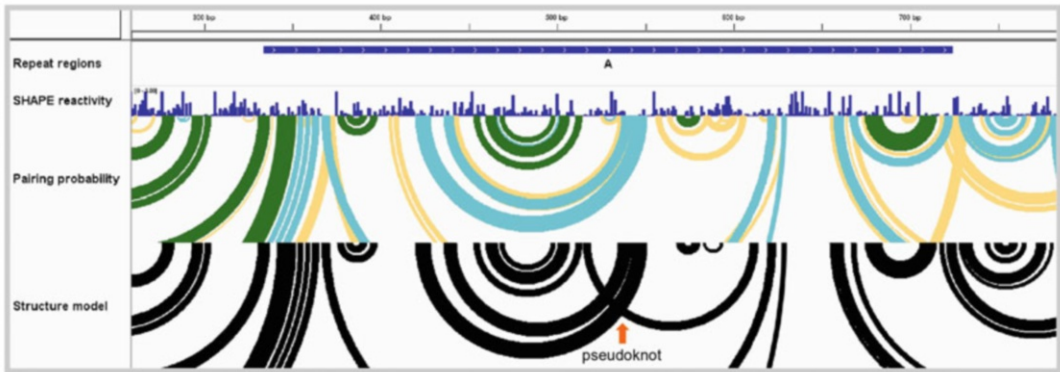 300 bp 400 bp 500 bp 600 bp 700 bp
Repeat regions
A
SHAPE reactivity
Pairing probability
Structure model
pseudoknot